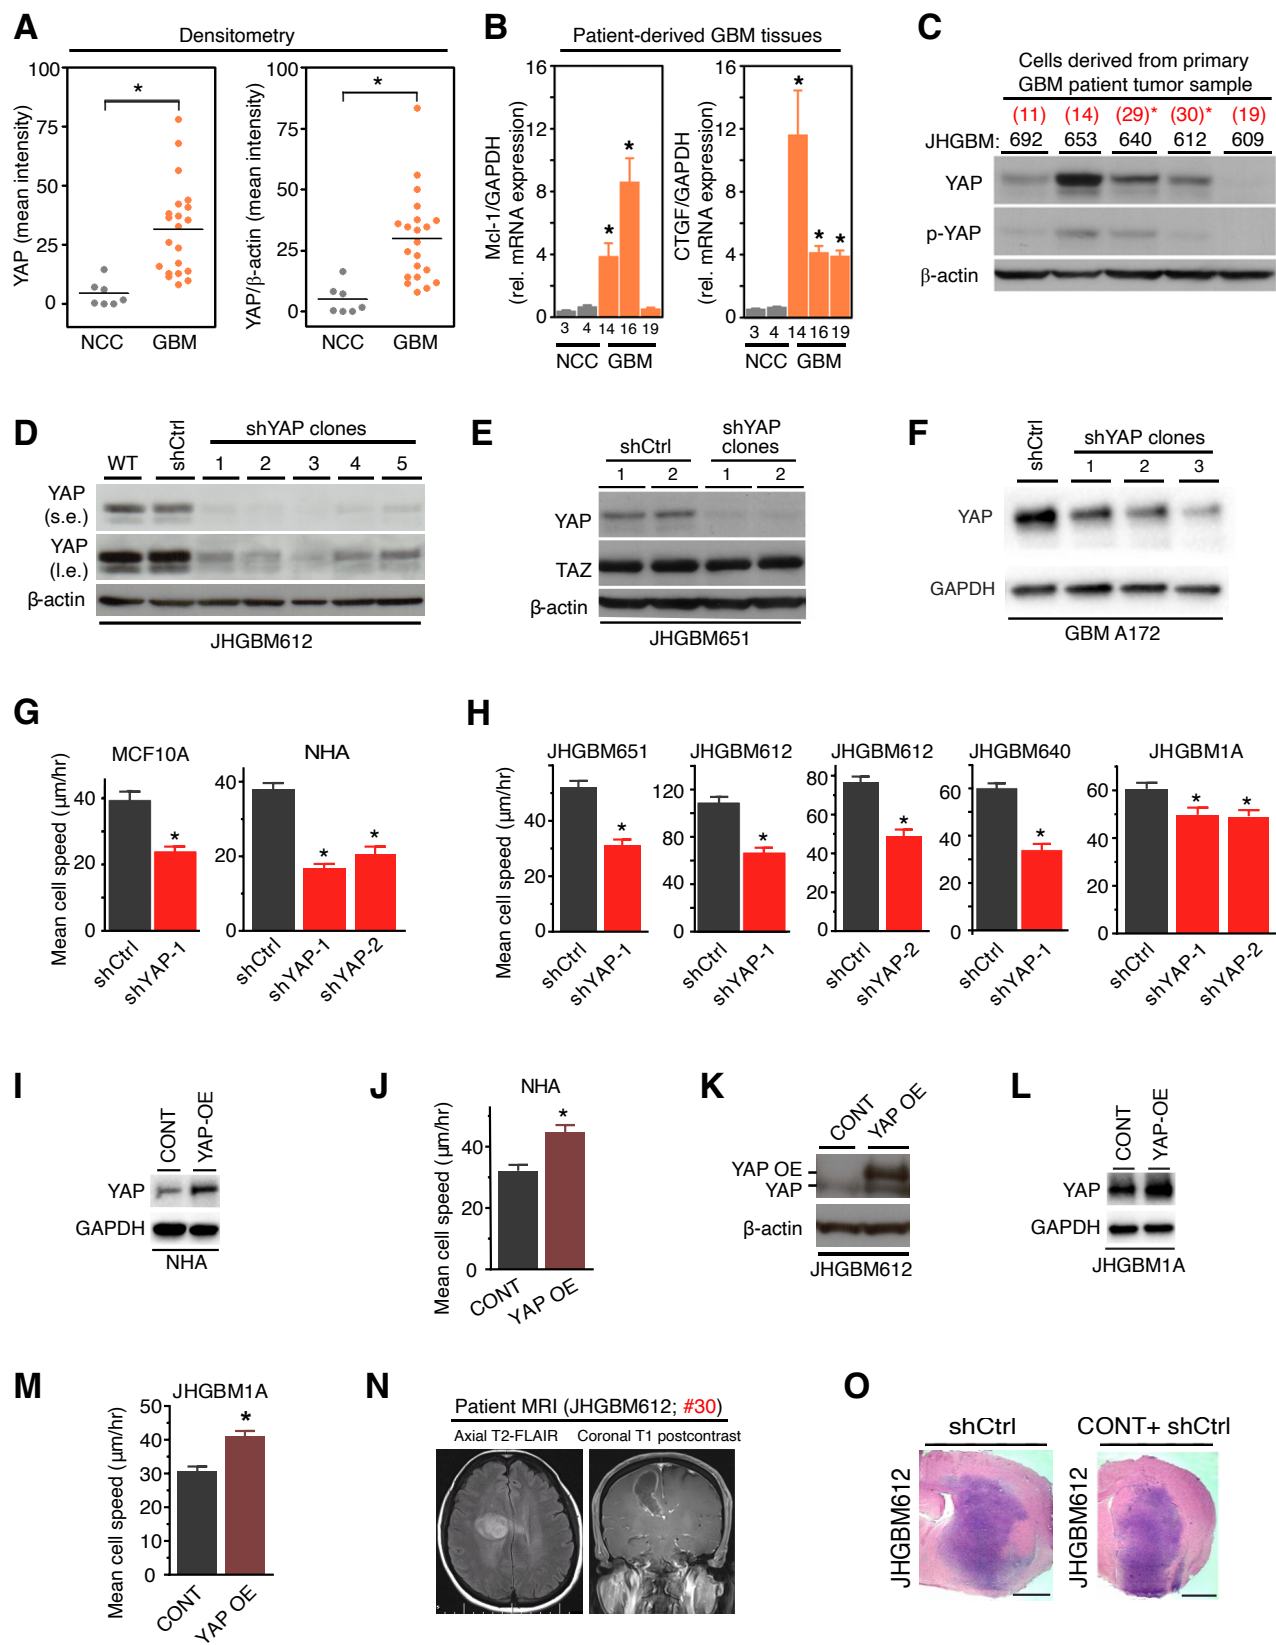 A
Densitometry
YAP (mean intensity)
100
75
50
25
0
NCC
GBM
*
YAP/β-actin (mean intensity)
100
75
50
25
0
NCC
GBM
*
B
Patient-derived GBM tissues
Mcl-1/GAPDH
(rel. mRNA expression)
16
12
8
4
0
*
*
3 4 14 16 19
NCC GBM
CTGF/GAPDH
(rel. mRNA expression)
16
12
8
4
0
*
*
*
3 4 14 16 19
NCC GBM
C
Cells derived from primary
GBM patient tumor sample
(11) (14) (29)* (30)* (19)
JHGBM: 692 653 640 612 609
YAP
p-YAP
β-actin
D
shYAP clones
WT shCtrl 1 2 3 4 5
YAP
(s.e.)
YAP
(l.e.)
β-actin
JHGBM612
E
shCtrl
shYAP
clones
1 2 1 2
YAP
TAZ
β-actin
JHGBM651
F
shCtrl
shYAP clones
1 2 3
YAP
GAPDH
GBM A172
G
Mean cell speed (µm/hr)
MCF10A
40
20
0
*
shCtrl
shYAP-1
NHA
40
20
0
*
*
shCtrl
shYAP-1
shYAP-2
H
Mean cell speed (µm/hr)
JHGBM651
40
20
0
*
shCtrl
shYAP-1
JHGBM612
120
80
40
0
*
shCtrl
shYAP-1
JHGBM612
80
60
40
20
0
*
shCtrl
shYAP-2
JHGBM640
60
40
20
0
*
shCtrl
shYAP-1
JHGBM1A
60
40
20
0
*
*
shCtrl
shYAP-1
shYAP-2
I
CONT
YAP-OE
YAP
GAPDH
NHA
J
NHA
Mean cell speed (µm/hr)
40
20
0
*
CONT
YAP OE
K
CONT
YAP OE
YAP OE
YAP
β-actin
JHGBM612
L
CONT
YAP-OE
YAP
GAPDH
JHGBM1A
M
JHGBM1A
Mean cell speed (µm/hr)
50
40
30
20
10
0
*
CONT
YAP OE
N
Patient MRI (JHGBM612; #30)
Axial T2-FLAIR
Coronal T1 postcontrast
O
shCtrl
CONT+ shCtrl
JHGBM612
JHGBM612